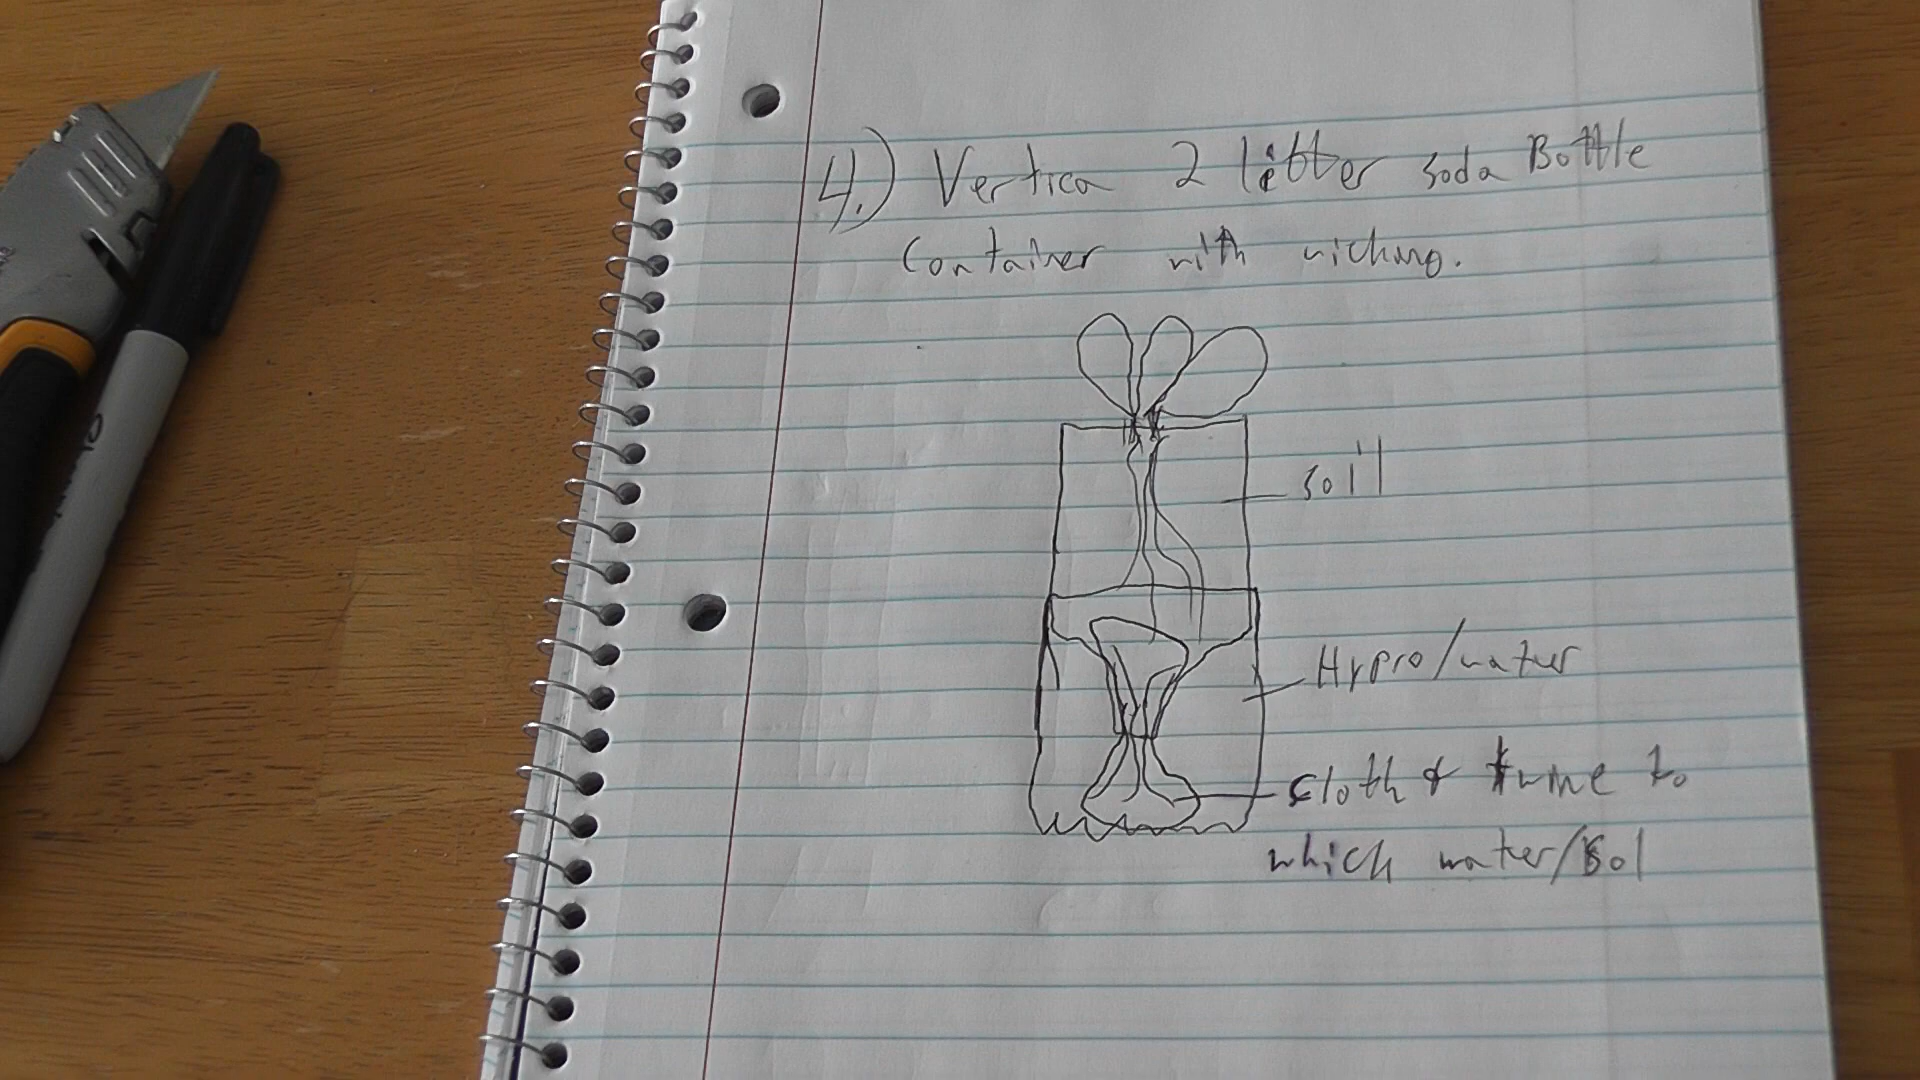 4.) Vertica 2 litter soda Bottle
Container with wicking.
soil
Hypro/water
cloth & twine to
which water/sol